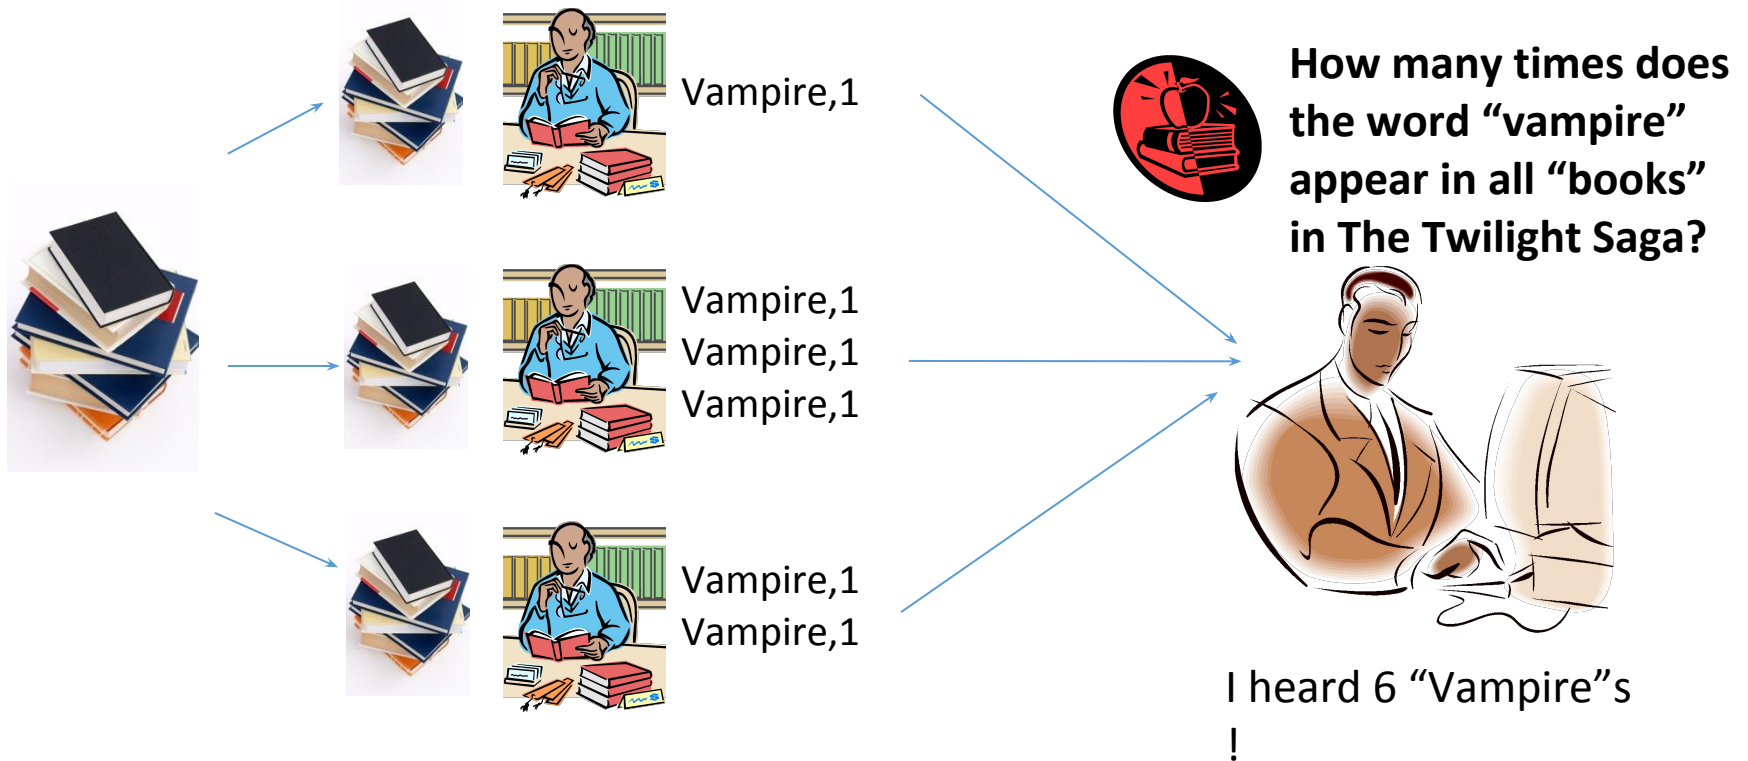 Vampire,1
How many times does
the word “vampire”
appear in all “books”
in The Twilight Saga?
Vampire,1
Vampire,1
Vampire,1
Vampire,1
Vampire,1
I heard 6 “Vampire”s
!